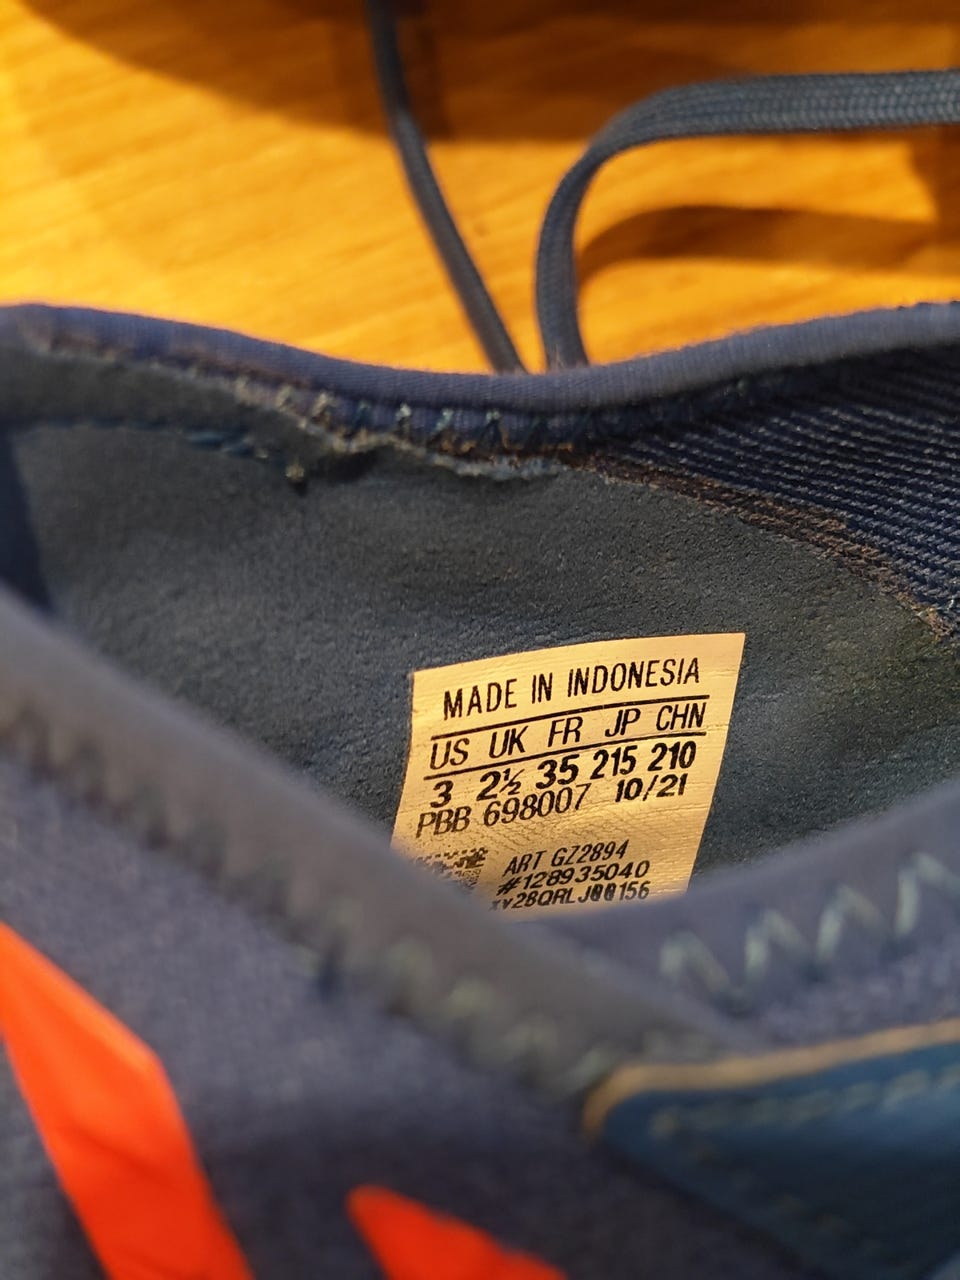 MADE IN INDONESIA
US UK FR JP CHN
3 2½ 35 215 210
PBB 698007 10/21
ART GZ2894
#128935040